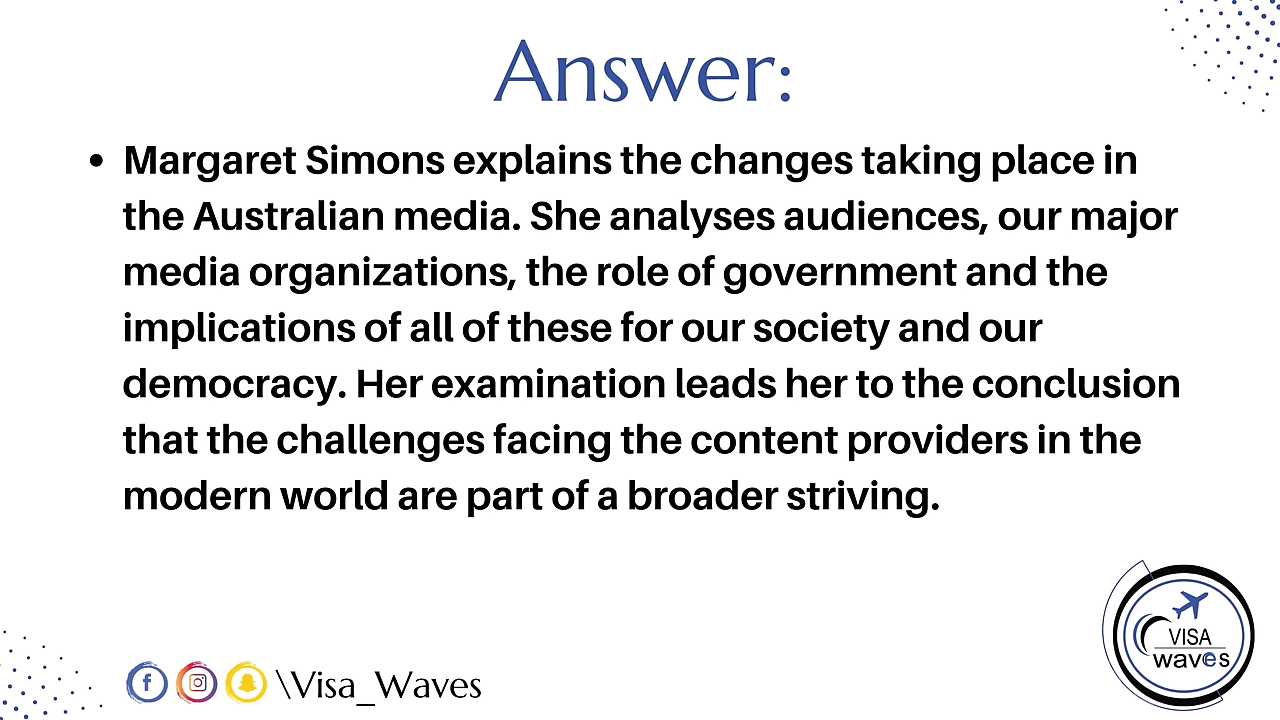 Answer:
• Margaret Simons explains the changes taking place in
the Australian media. She analyses audiences, our major
media organizations, the role of government and the
implications of all of these for our society and our
democracy. Her examination leads her to the conclusion
that the challenges facing the content providers in the
modern world are part of a broader striving.
\Visa_Waves
VISA
waves